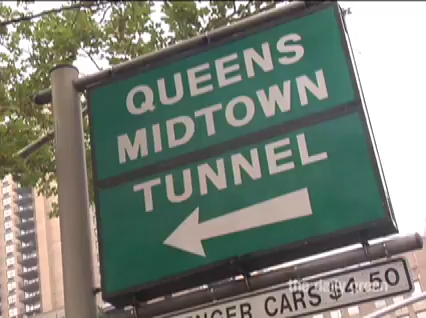 QUEENS
MIDTOWN
TUNNEL
NGER CARS $4.50
the daily green